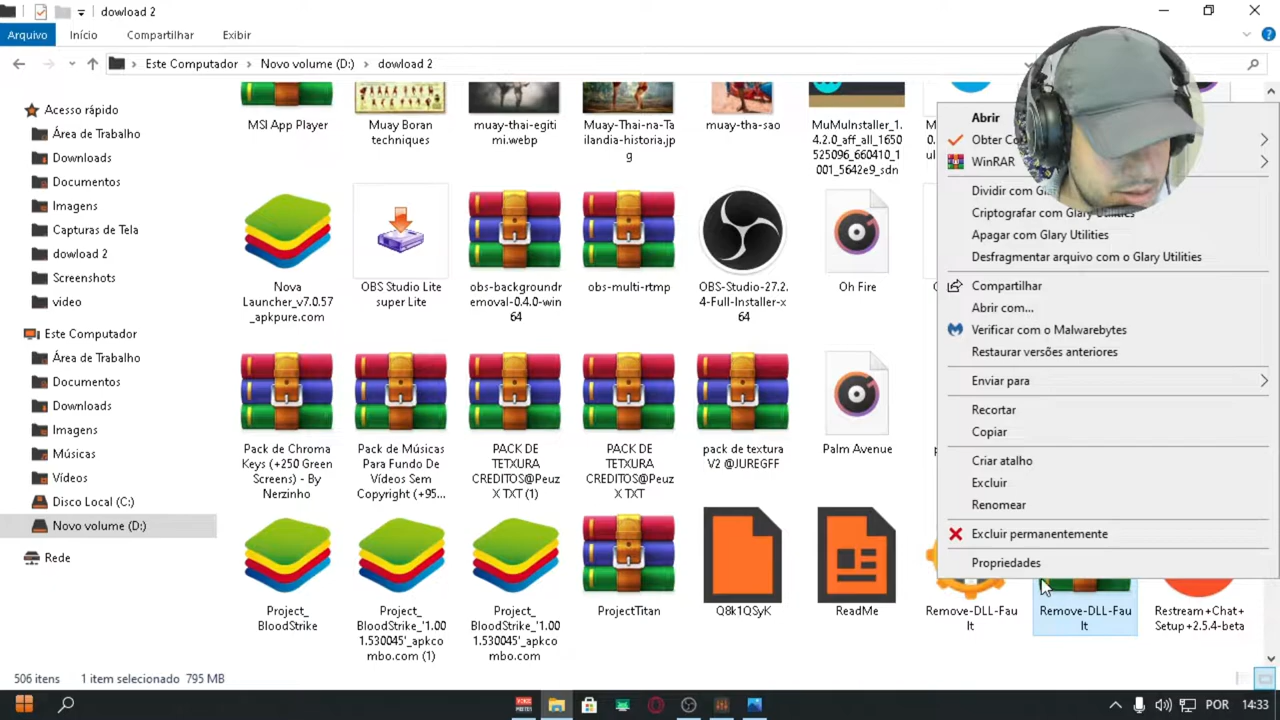 dowload 2
Arquivo Início Compartilhar Exibir
Este Computador > Novo volume (D:) > dowload 2
Acesso rápido
Área de Trabalho
Downloads
Documentos
Imagens
Capturas de Tela
dowload 2
Screenshots
video
Este Computador
Área de Trabalho
Documentos
Downloads
Imagens
Músicas
Vídeos
Disco Local (C:)
Novo volume (D:)
Rede
MSI App Player
Muay Boran
techniques
muay-thai-egiti
mi.webp
Muay-Thai-na-Ta
ilandia-historia.jp
g
muay-tha-sao
MuMuInstaller_1.
4.2.0_aff_all_1650
525096_660410_1
001_5642e9_sdn
Nova
Launcher_v7.0.57
_apkpure.com
OBS Studio Lite
super Lite
obs-backgroundr
emoval-0.4.0-win
64
obs-multi-rtmp
OBS-Studio-27.2.
4-Full-Installer-x
64
Oh Fire
Pack de Chroma
Keys (+250 Green
Screens) - By
Nerzinho
Pack de Músicas
Para Fundo De
Vídeos Sem
Copyright (+95...
PACK DE
TETXURA
CREDITOS@Peuz
X TXT (1)
PACK DE
TETXURA
CREDITOS@Peuz
X TXT
pack de textura
V2 @JUREGFF
Palm Avenue
Project_
BloodStrike
Project_
BloodStrike_'1.00
1.530045'_apkco
mbo.com (1)
Project_
BloodStrike_'1.00
1.530045'_apkco
mbo.com
ProjectTitan
Q8k1QSyK
ReadMe
Remove-DLL-Fau
lt
Remove-DLL-Fau
lt
Restream+Chat+
Setup+2.5.4-beta
Abrir
Obter
WinRAR
Dividir com
Criptografar com Glary Utilities
Apagar com Glary Utilities
Desfragmentar arquivo com o Glary Utilities
Compartilhar
Abrir com...
Verificar com o Malwarebytes
Restaurar versões anteriores
Enviar para
Recortar
Copiar
Criar atalho
Excluir
Renomear
Excluir permanentemente
Propriedades
506 itens 1 item selecionado 795 MB
POR 14:33